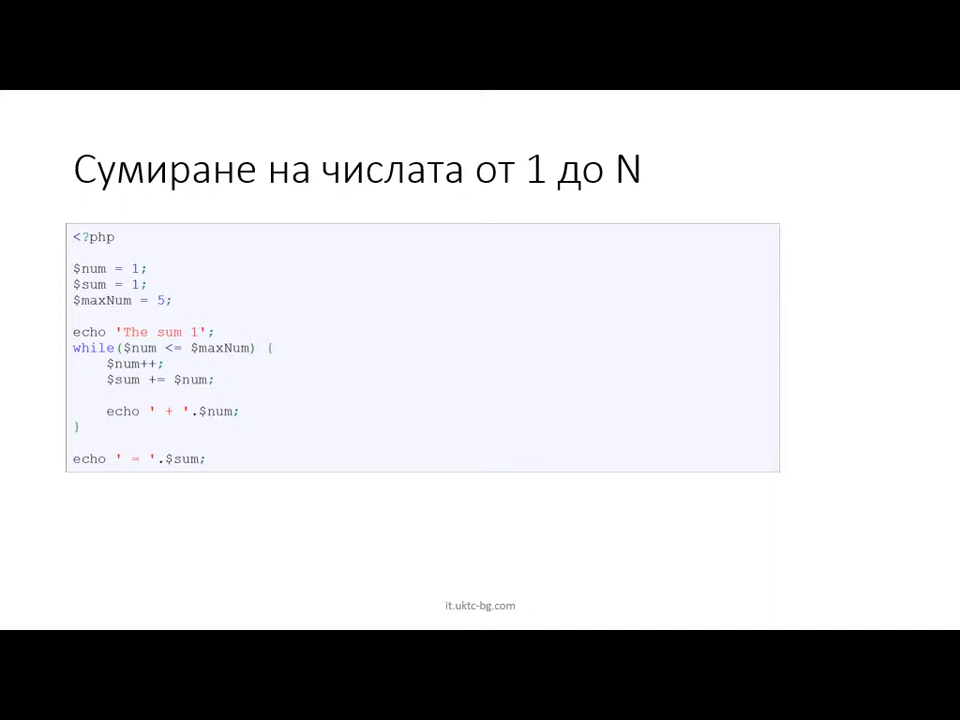 Сумиране на числата от 1 до N
<?php
$num = 1;
$sum = 1;
$maxNum = 5;
echo 'The sum 1';
while($num <= $maxNum) {
    $num++;
    $sum += $num;
    echo ' + '.$num;
}
echo ' = '.$sum;
it.uktc-bg.com